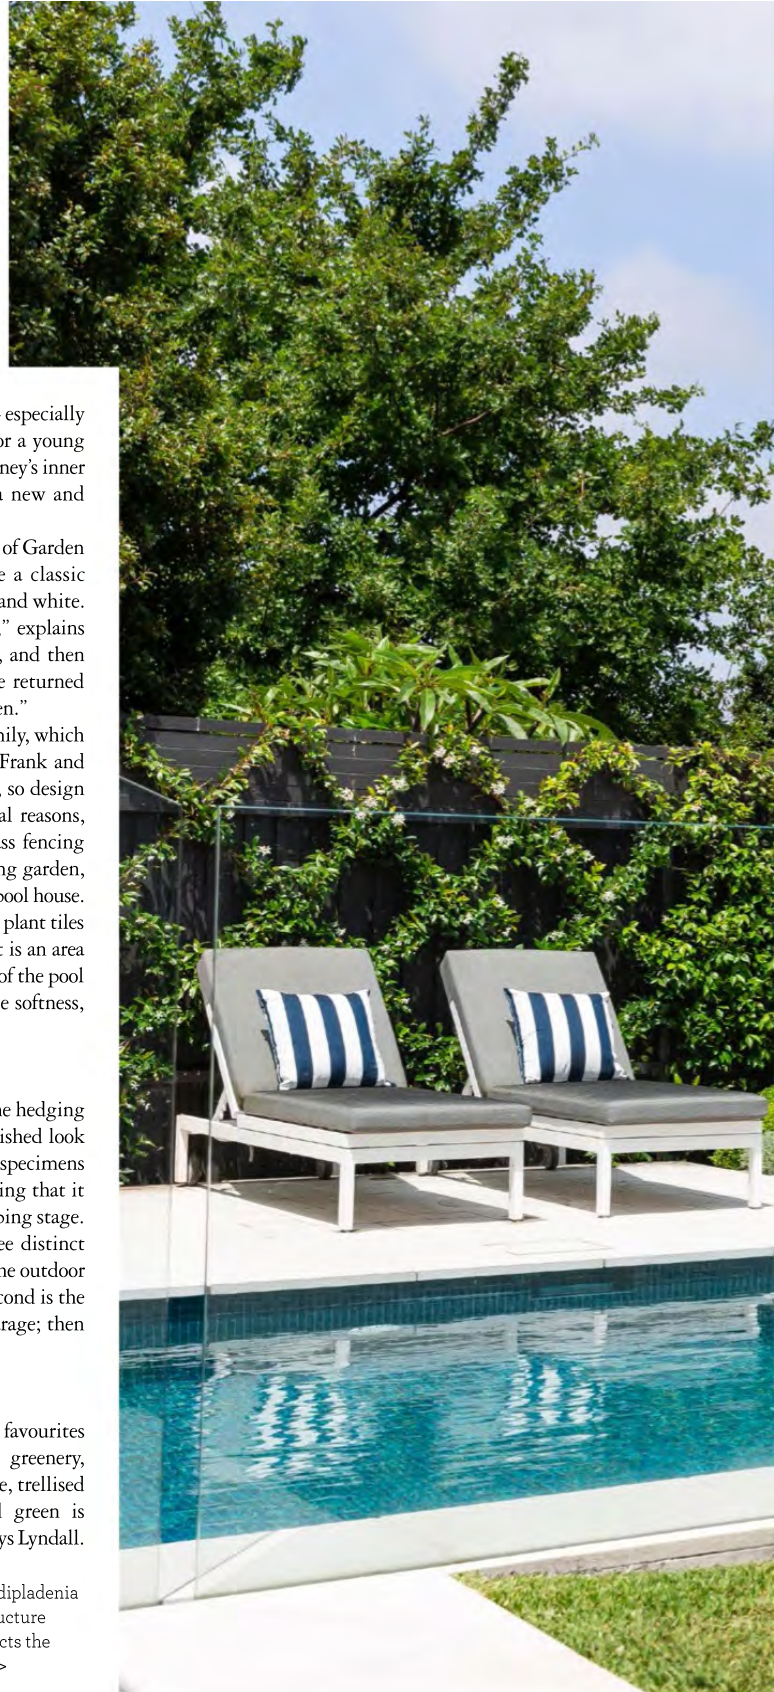 especially
or a young
ney’s inner
new and
of Garden
e a classic
and white.
” explains
, and then
e returned
en.”
nily, which
Frank and
, so design
al reasons,
ss fencing
ng garden,
pool house.
plant tiles
is an area
of the pool
e softness,
he hedging
ished look
specimens
ing that it
ping stage.
ee distinct
he outdoor
cond is the
arage; then
favourites
greenery,
e, trellised
green is
ys Lyndall.
dipladenia
ucture
cts the
>